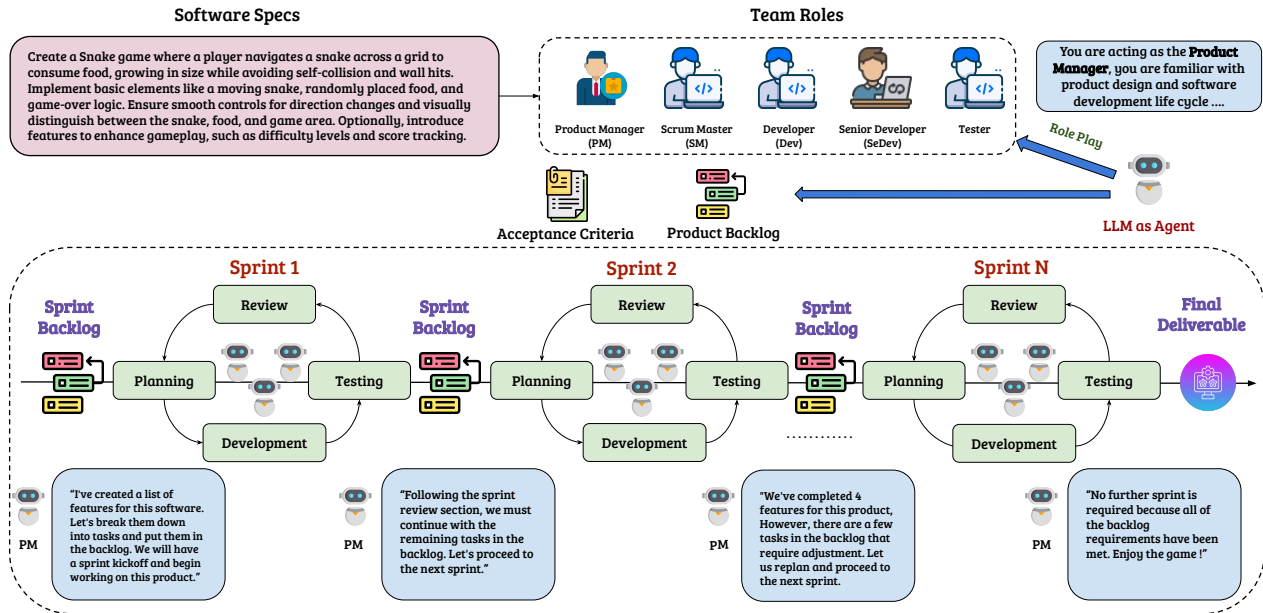 Software Specs
Team Roles
Create a Snake game where a player navigates a snake across a grid to
consume food, growing in size while avoiding self-collision and wall hits.
Implement basic elements like a moving snake, randomly placed food, and
game-over logic. Ensure smooth controls for direction changes and visually
distinguish between the snake, food, and game area. Optionally, introduce
features to enhance gameplay, such as difficulty levels and score tracking.
</>
</>
</>
Product Manager
(PM)
Scrum Master
(SM)
Developer
(Dev)
Senior Developer
(SeDev)
Tester
You are acting as the Product
Manager, you are familiar with
product design and software
development life cycle ....
Role Play
LLM as Agent
Acceptance Criteria
Product Backlog
Sprint 1
Sprint 2
Sprint N
Sprint
Backlog
Review
Planning
Testing
Development
Sprint
Backlog
Review
Planning
Testing
Development
Sprint
Backlog
..............
Review
Planning
Testing
Development
Final
Deliverable
PM
"I've created a list of
features for this software.
Let's break them down
into tasks and put them in
the backlog. We will have
a sprint kickoff and begin
working on this product."
PM
"Following the sprint
review section, we must
continue with the
remaining tasks in the
backlog. Let's proceed to
the next sprint."
PM
"We've completed 4
features for this product,
However, there are a few
tasks in the backlog that
require adjustment. Let
us replan and proceed to
the next sprint.
PM
"No further sprint is
required because all of
the backlog
requirements have been
met. Enjoy the game !"